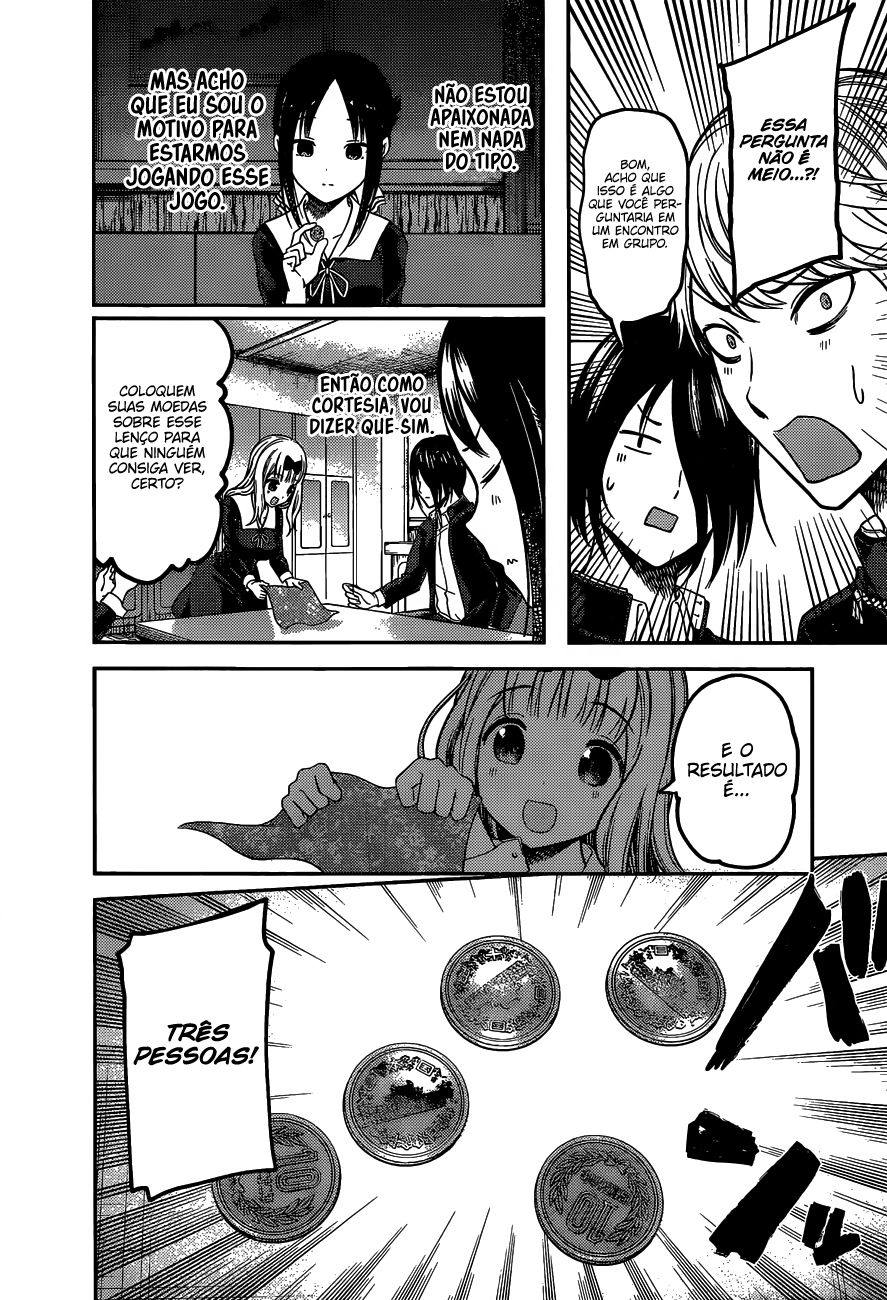 ESSA
PERGUNTA
NÃO É
MEIO...?!
BOM,
ACHO QUE
ISSO É ALGO
QUE VOCÊ PER-
GUNTARIA EM
UM ENCONTRO
EM GRUPO.
NÃO ESTOU
APAIXONADA
NEM NADA
DO TIPO.
MAS ACHO
QUE EU SOU O
MOTIVO PARA
ESTARMOS
JOGANDO ESSE
JOGO.
ENTÃO COMO
CORTESIA, VOU
DIZER QUE SIM.
COLOQUEM
SUAS MOEDAS
SOBRE ESSE
LENÇO PARA
QUE NINGUÉM
CONSIGA VER,
CERTO?
E O
RESULTADO
É...
TRÊS
PESSOAS!
10
10